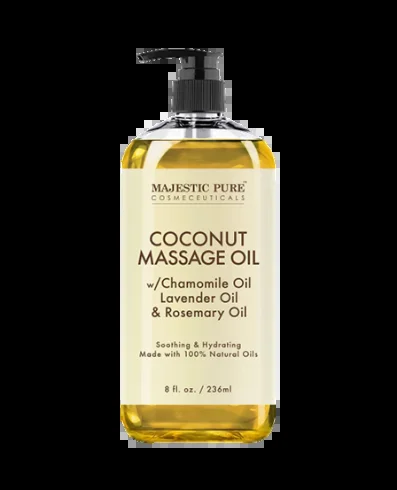 MAJESTIC PURE™
COSMECEUTICALS
COCONUT
MASSAGE OIL
w/Chamomile Oil
Lavender Oil
& Rosemary Oil
Soothing & Hydrating
Made with 100% Natural Oils
8 fl. oz. / 236ml